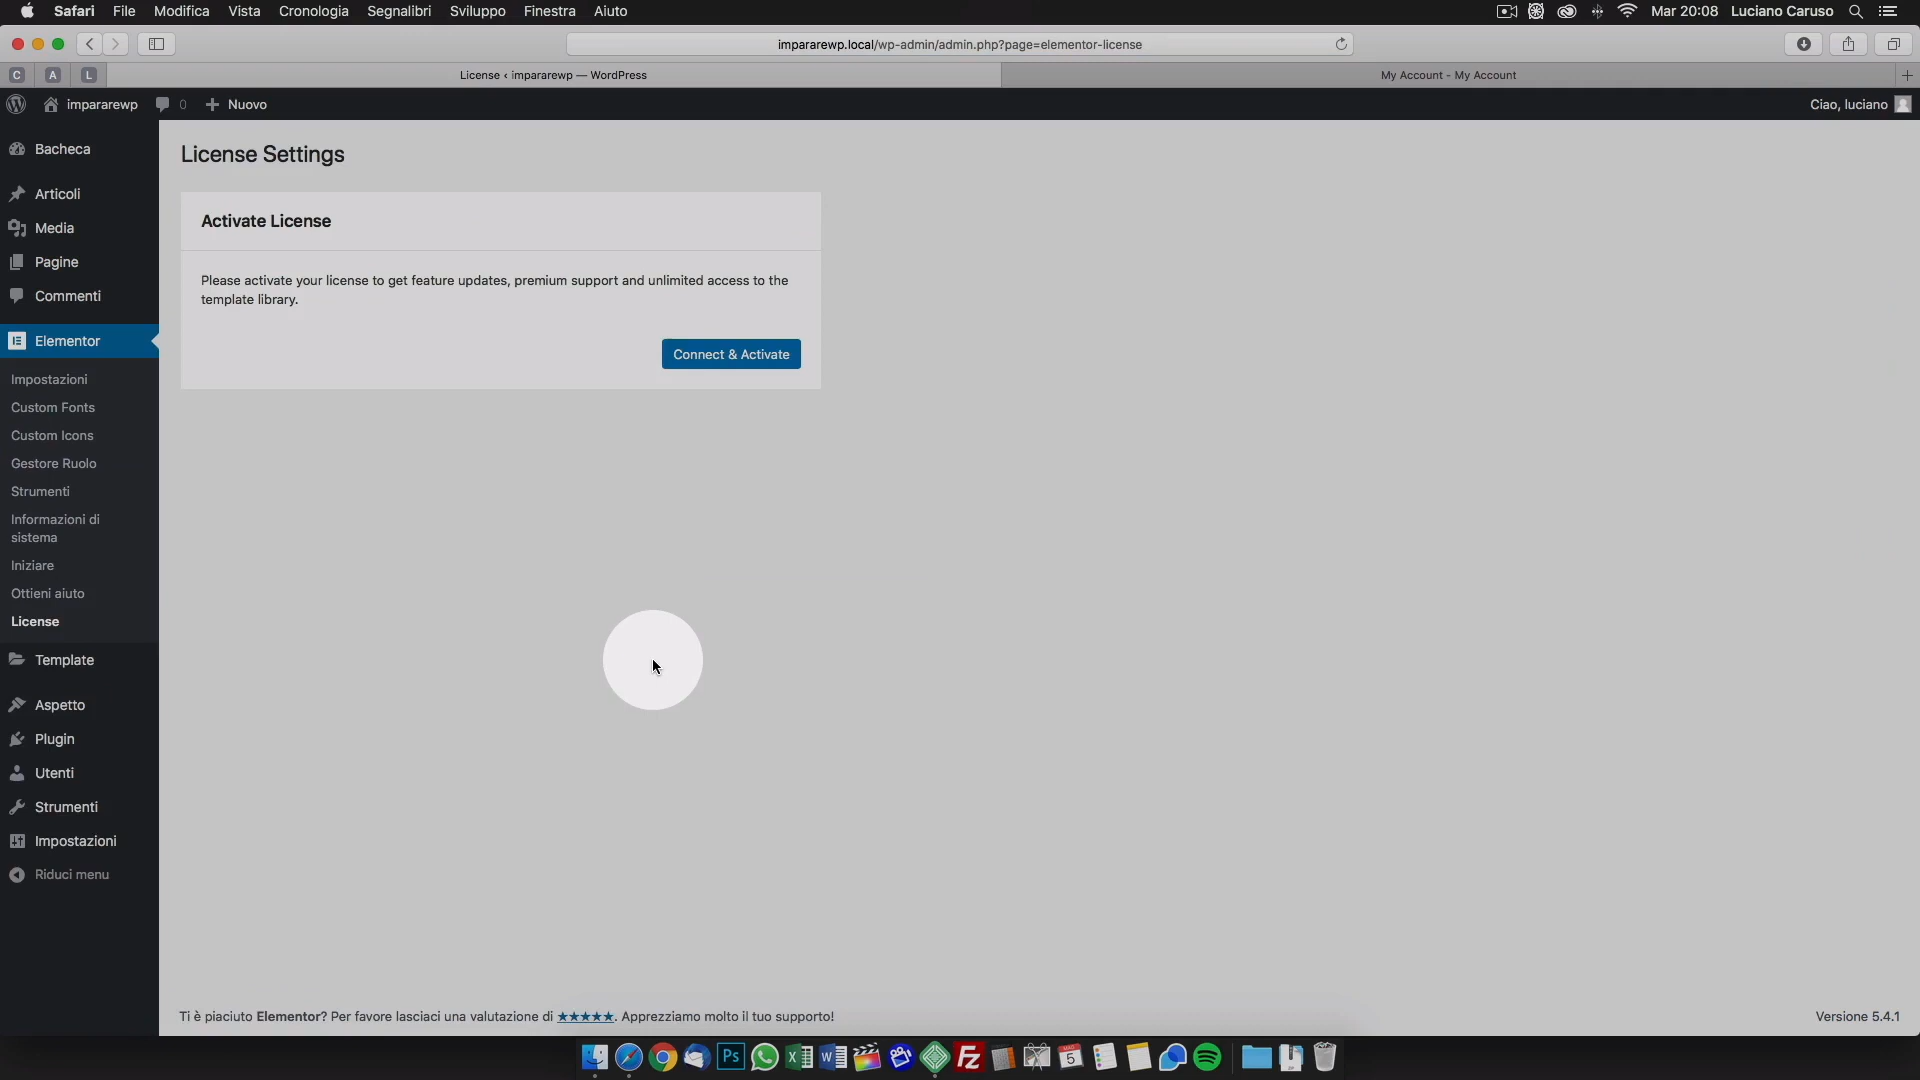 Safari File Modifica Vista Cronologia Segnalibri Sviluppo Finestra Aiuto Mar 20:08 Luciano Caruso
impararewp.local/wp-admin/admin.php?page=elementor-license
C A L License ‹ impararewp — WordPress My Account - My Account
impararewp 0 Nuovo Ciao, luciano
Bacheca
Articoli
Media
Pagine
Commenti
Elementor
Impostazioni
Custom Fonts
Custom Icons
Gestore Ruolo
Strumenti
Informazioni di
sistema
Iniziare
Ottieni aiuto
License
Template
Aspetto
Plugin
Utenti
Strumenti
Impostazioni
Riduci menu
License Settings
Activate License
Please activate your license to get feature updates, premium support and unlimited access to the
template library.
Connect & Activate
Ti è piaciuto Elementor? Per favore lasciaci una valutazione di ★★★★★. Apprezziamo molto il tuo supporto!
Versione 5.4.1
Ps
Fz
5